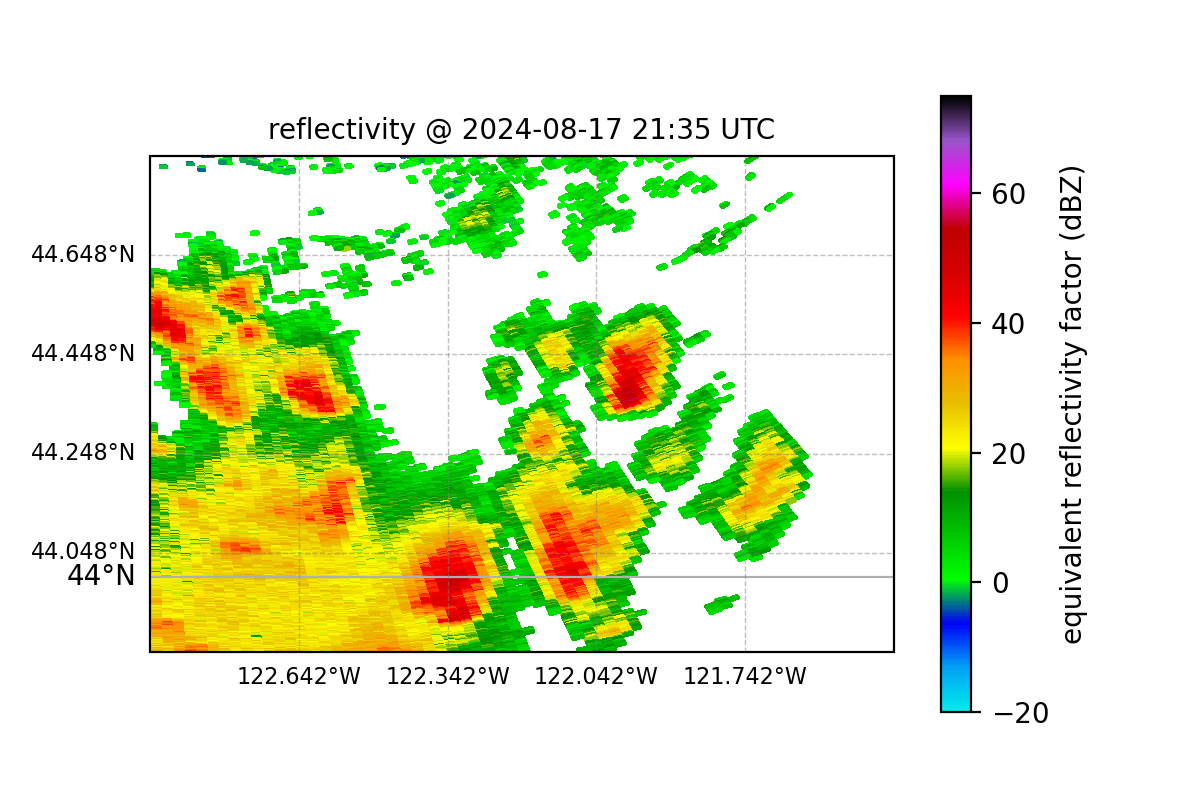 reflectivity @ 2024-08-17 21:35 UTC
44.648°N
44.448°N
44.248°N
44.048°N
44°N
122.642°W 122.342°W 122.042°W 121.742°W
60
40
20
0
−20
equivalent reflectivity factor (dBZ)